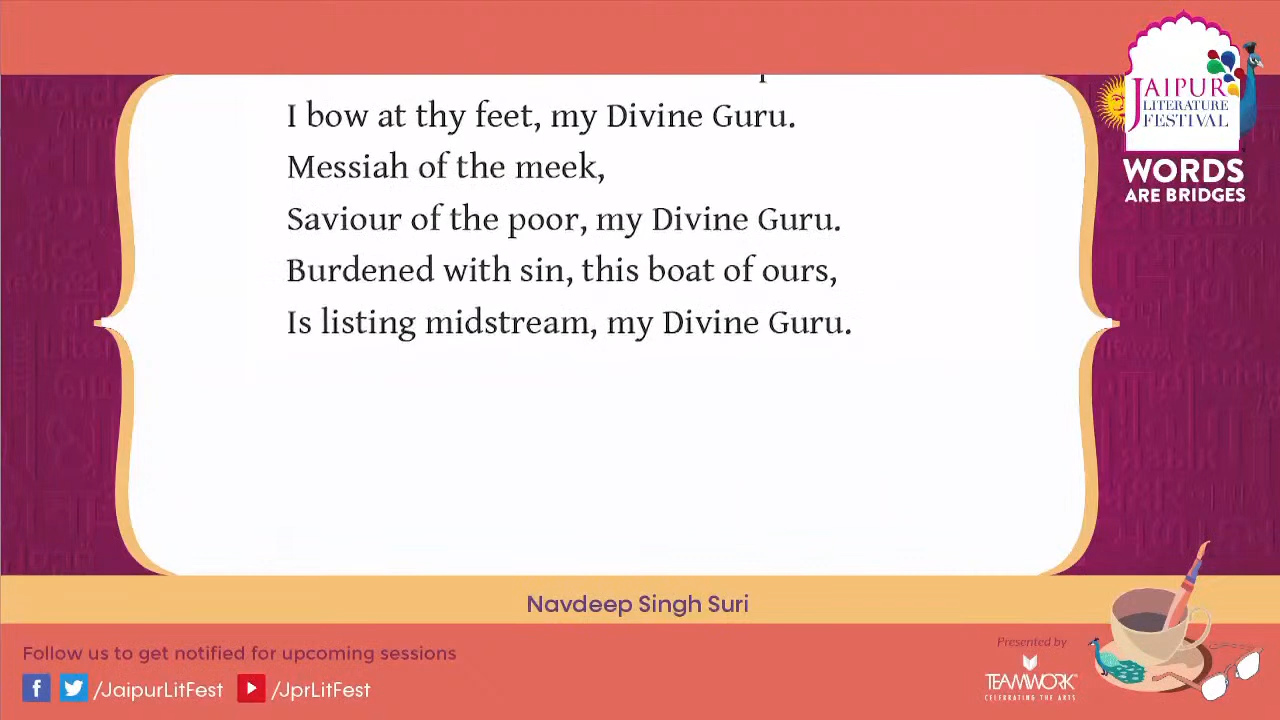 I bow at thy feet, my Divine Guru.
Messiah of the meek,
Saviour of the poor, my Divine Guru.
Burdened with sin, this boat of ours,
Is listing midstream, my Divine Guru.
JAIPUR
LITERATURE
FESTIVAL
WORDS
ARE BRIDGES
Navdeep Singh Suri
Follow us to get notified for upcoming sessions
/JaipurLitFest
/JprLitFest
Presented by
TEAMWORK
CELEBRATING THE ARTS